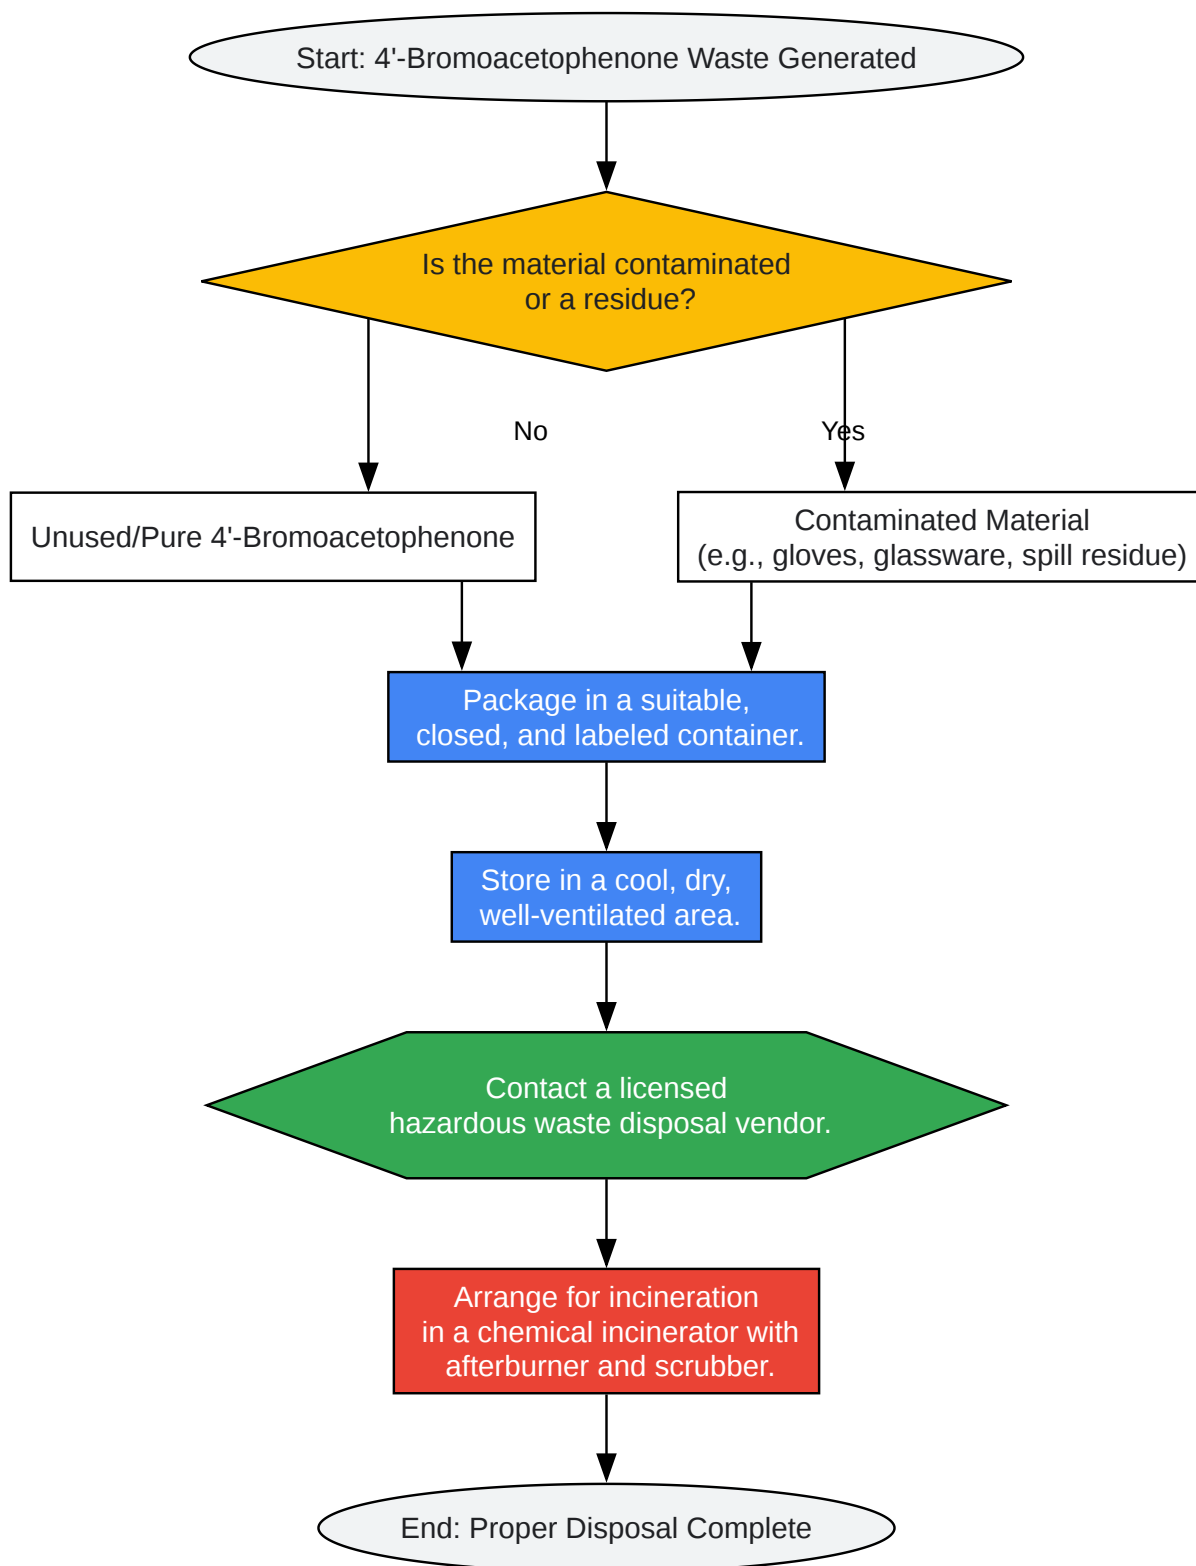 Start: 4'-Bromoacetophenone Waste Generated
Is the material contaminated
or a residue?
No
Yes
Unused/Pure 4'-Bromoacetophenone
Contaminated Material
(e.g., gloves, glassware, spill residue)
Package in a suitable,
closed, and labeled container.
Store in a cool, dry,
well-ventilated area.
Contact a licensed
hazardous waste disposal vendor.
Arrange for incineration
in a chemical incinerator with
afterburner and scrubber.
End: Proper Disposal Complete